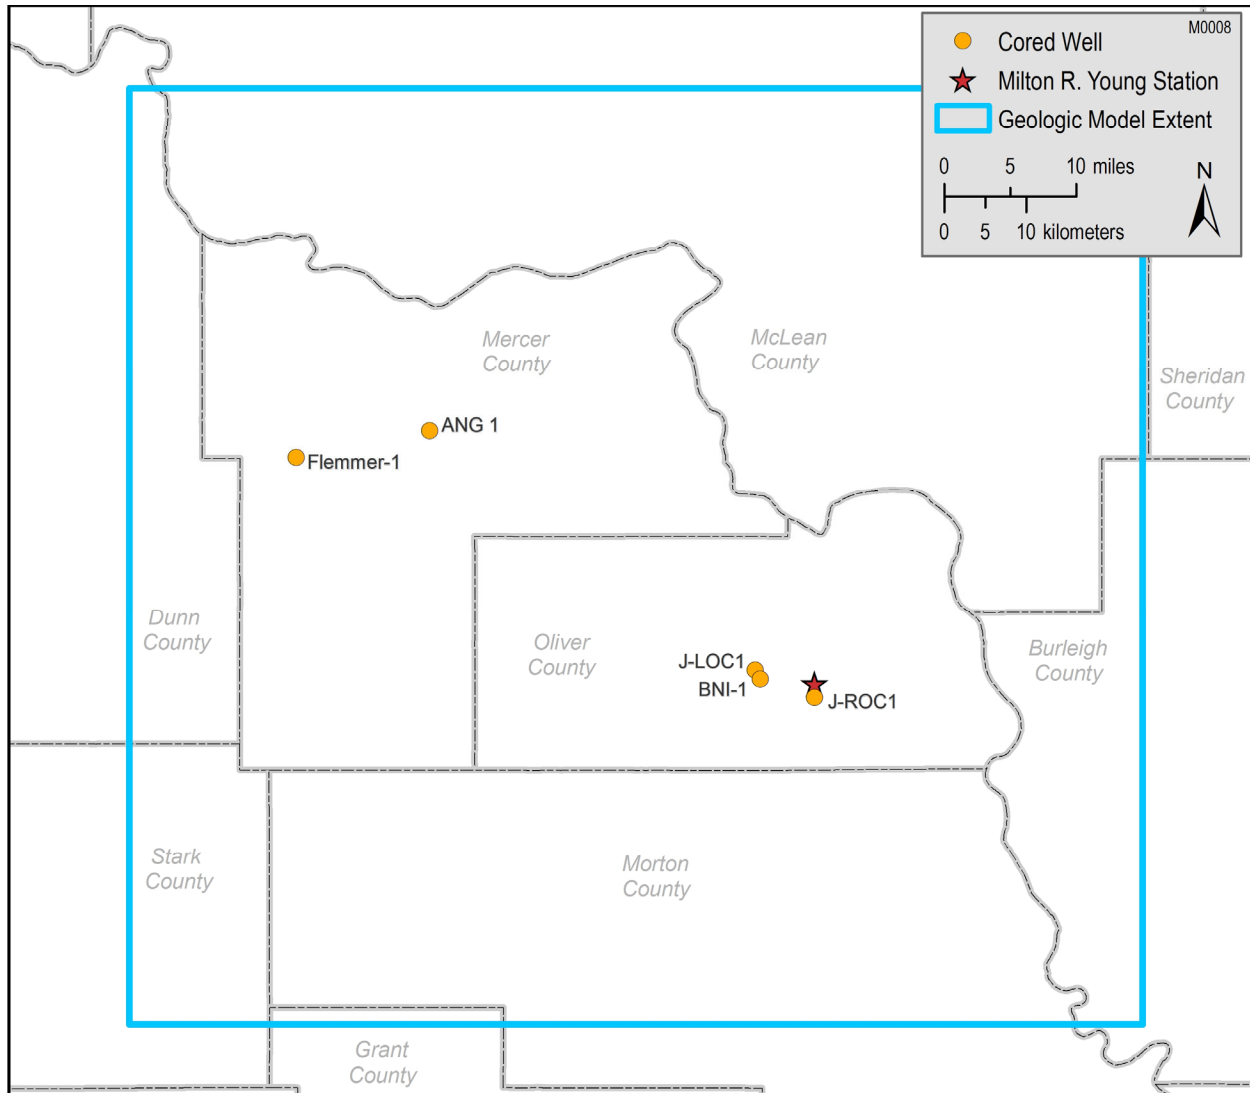 M0008
Cored Well
Milton R. Young Station
Geologic Model Extent
0 5 10 miles
0 5 10 kilometers
N
Mercer
County
McLean
County
Sheridan
County
ANG 1
Flemmer-1
Dunn
County
Oliver
County
Burleigh
County
J-LOC1
BNI-1
J-ROC1
Stark
County
Morton
County
Grant
County